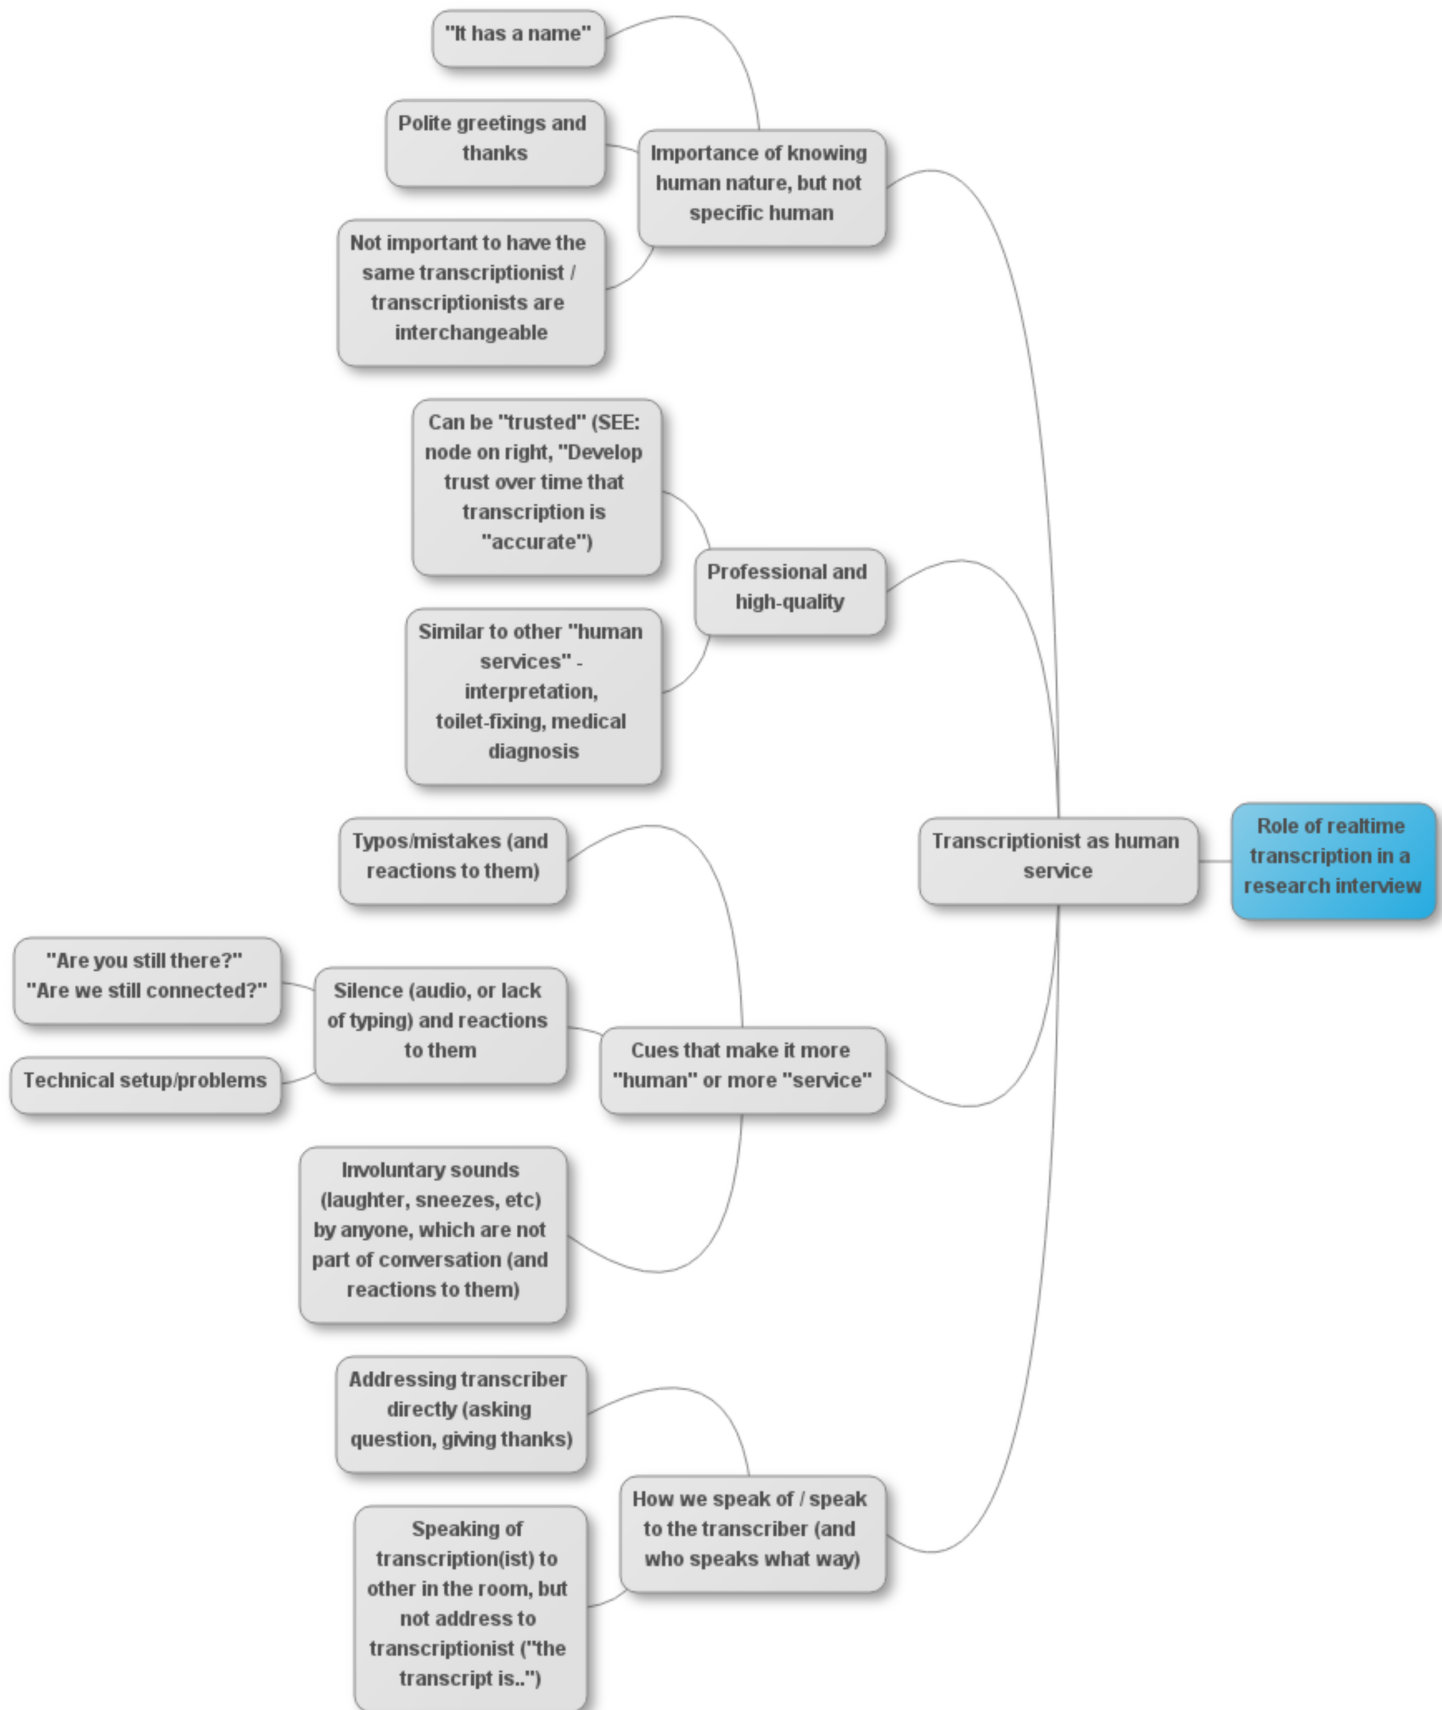 "It has a name"
Polite greetings and
thanks
Importance of knowing
human nature, but not
specific human
Not important to have the
same transcriptionist /
transcriptionists are
interchangeable
Can be "trusted" (SEE:
node on right, "Develop
trust over time that
transcription is
"accurate")
Professional and
high-quality
Similar to other "human
services" -
interpretation,
toilet-fixing, medical
diagnosis
Typos/mistakes (and
reactions to them)
Transcriptionist as human
service
Role of realtime
transcription in a
research interview
"Are you still there?"
"Are we still connected?"
Silence (audio, or lack
of typing) and reactions
to them
Technical setup/problems
Cues that make it more
"human" or more "service"
Involuntary sounds
(laughter, sneezes, etc)
by anyone, which are not
part of conversation (and
reactions to them)
Addressing transcriber
directly (asking
question, giving thanks)
How we speak of / speak
to the transcriber (and
who speaks what way)
Speaking of
transcription(ist) to
other in the room, but
not address to
transcriptionist ("the
transcript is..")